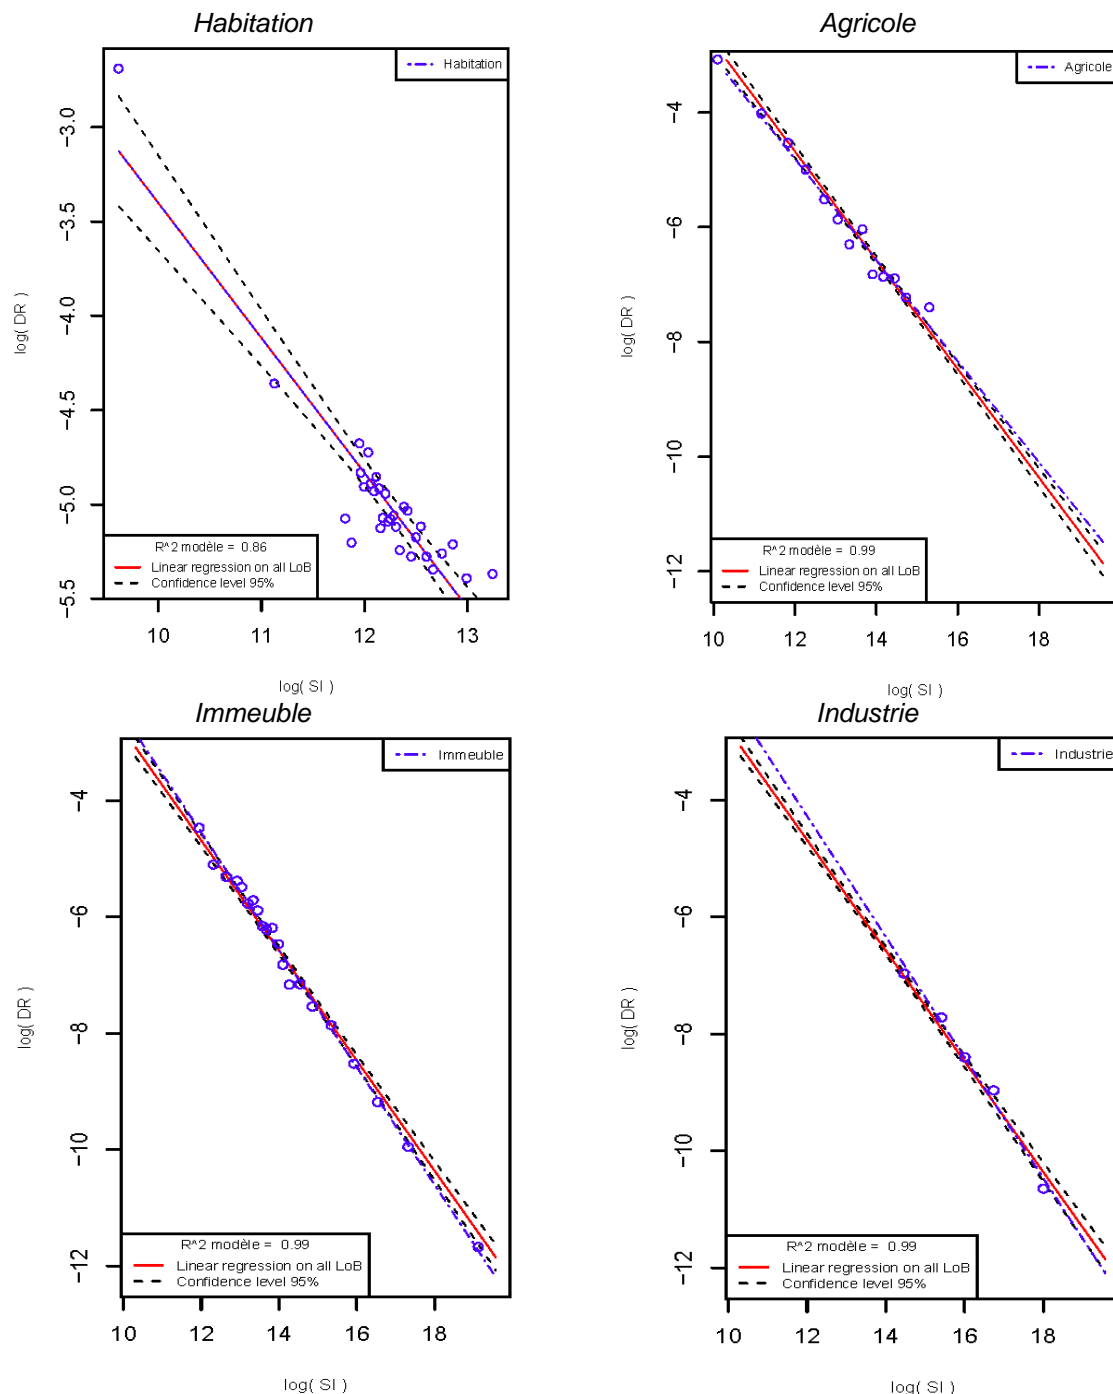 Habitation
Habitation
-3.0
-3.5
-4.0
-4.5
-5.0
-5.5
log( DR )
R^2 modèle = 0.86
Linear regression on all LoB
Confidence level 95%
10 11 12 13
log( SI )
Agricole
Agricole
-4
-6
-8
-10
-12
log( DR )
R^2 modèle = 0.99
Linear regression on all LoB
Confidence level 95%
10 12 14 16 18
log( SI )
Immeuble
Immeuble
-4
-6
-8
-10
-12
log( DR )
R^2 modèle = 0.99
Linear regression on all LoB
Confidence level 95%
10 12 14 16 18
log( SI )
Industrie
Industrie
-4
-6
-8
-10
-12
log( DR )
R^2 modèle = 0.99
Linear regression on all LoB
Confidence level 95%
10 12 14 16 18
log( SI )